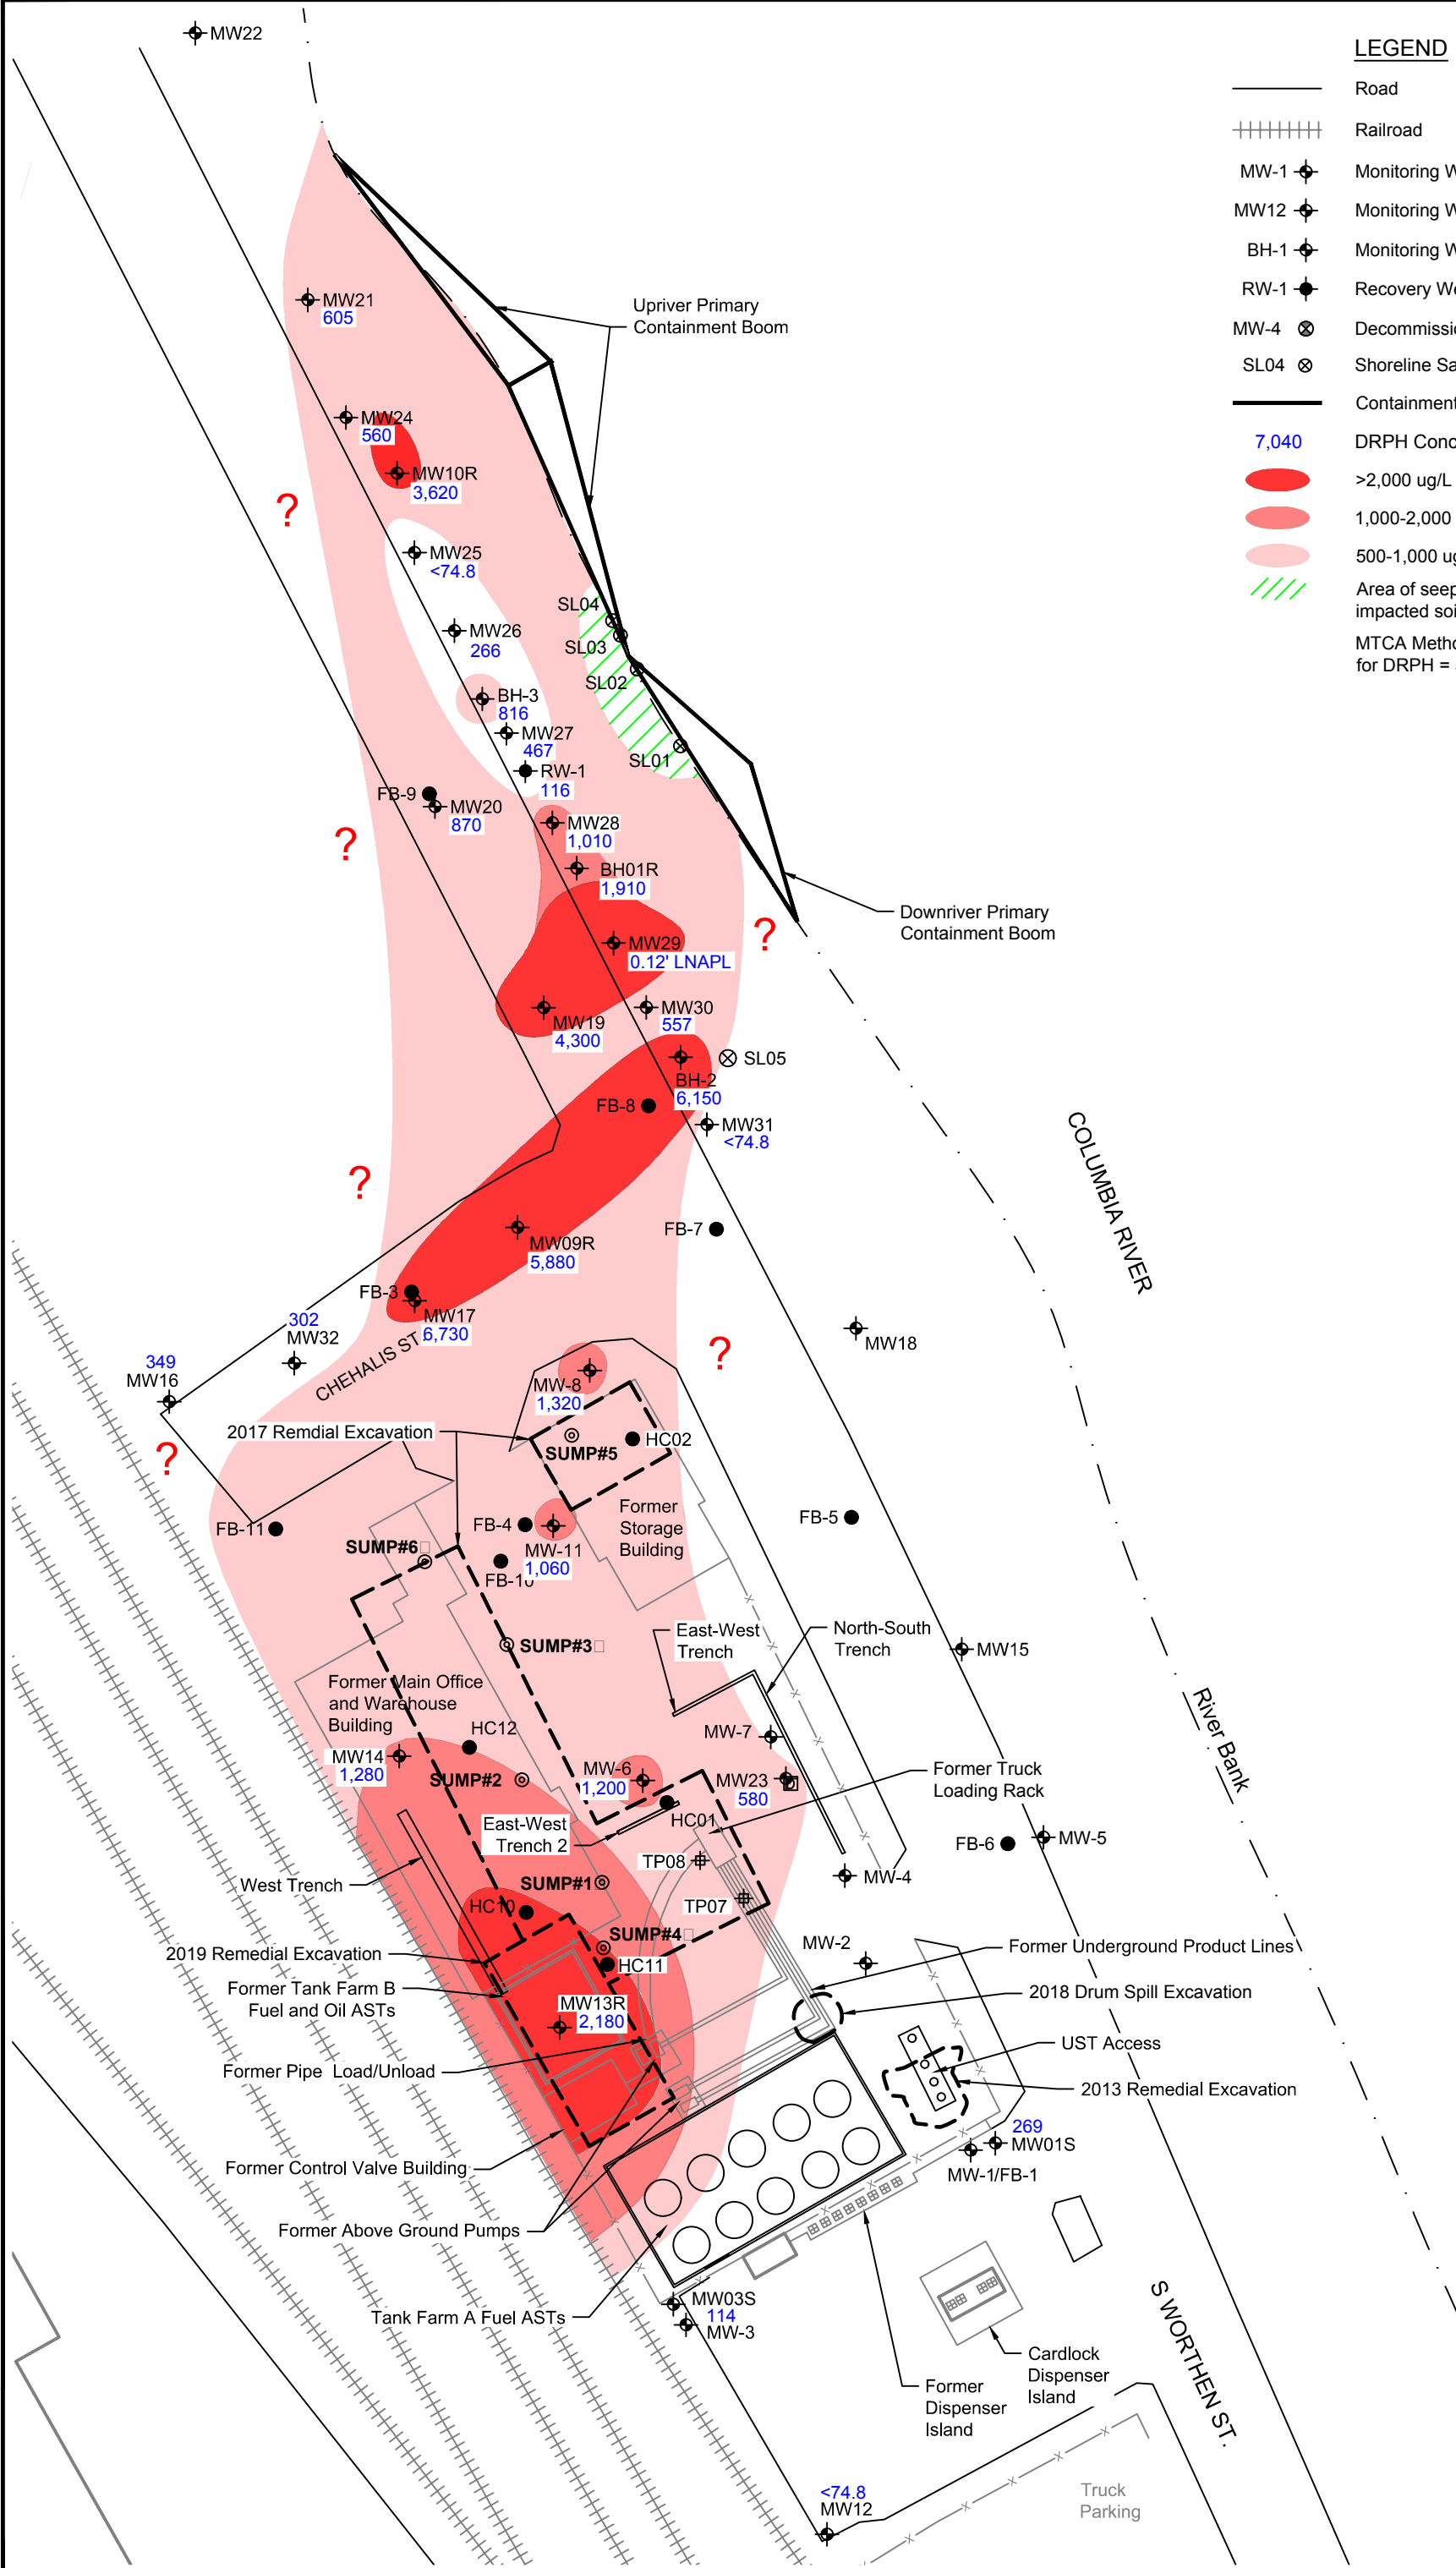 MW22
LEGEND
Road
Railroad
MW-1
Monitoring W
MW12
Monitoring W
BH-1
Monitoring W
RW-1
Recovery We
MW-4
Decommissi
SL04
Shoreline Sa
Containment
7,040
DRPH Conc
>2,000 ug/L
1,000-2,000
500-1,000 ug
Area of seep
impacted soi
MTCA Metho
for DRPH =
Upriver Primary
Containment Boom
MW21
605
MW24
560
MW10R
3,620
?
MW25
<74.8
MW26
266
SL04
SL03
SL02
SL01
BH-3
816
MW27
467
RW-1
116
FB-9
MW20
870
?
MW28
1,010
BH01R
1,910
Downriver Primary
Containment Boom
?
MW29
0.12' LNAPL
MW19
4,300
MW30
557
BH-2
6,150
SL05
FB-8
MW31
<74.8
COLUMBIA RIVER
?
FB-7
MW09R
5,880
FB-3
MW17
6,730
302
MW32
CHEHALIS ST.
349
MW16
?
MW18
MW-8
1,320
2017 Remdial Excavation
?
SUMP#5
HC02
FB-11
FB-4
MW-11
1,060
Former
Storage
Building
FB-5
SUMP#6
FB-10
SUMP#3
East-West
Trench
North-South
Trench
MW15
River Bank
Former Main Office
and Warehouse
Building
HC12
MW14
1,280
SUMP#2
MW-6
1,200
MW-7
MW23
580
Former Truck
Loading Rack
HC01
East-West
Trench 2
FB-6
MW-5
TP08
MW-4
West Trench
SUMP#1
HC10
TP07
SUMP#4
MW-2
2019 Remedial Excavation
HC11
Former Underground Product Lines
Former Tank Farm B
Fuel and Oil ASTs
MW13R
2,180
2018 Drum Spill Excavation
UST Access
Former Pipe Load/Unload
2013 Remedial Excavation
269
MW01S
MW-1/FB-1
Former Control Valve Building
Former Above Ground Pumps
Tank Farm A Fuel ASTs
MW03S
114
MW-3
S WORTHEN ST.
Cardlock
Dispenser
Island
Former
Dispenser
Island
<74.8
MW12
Truck
Parking